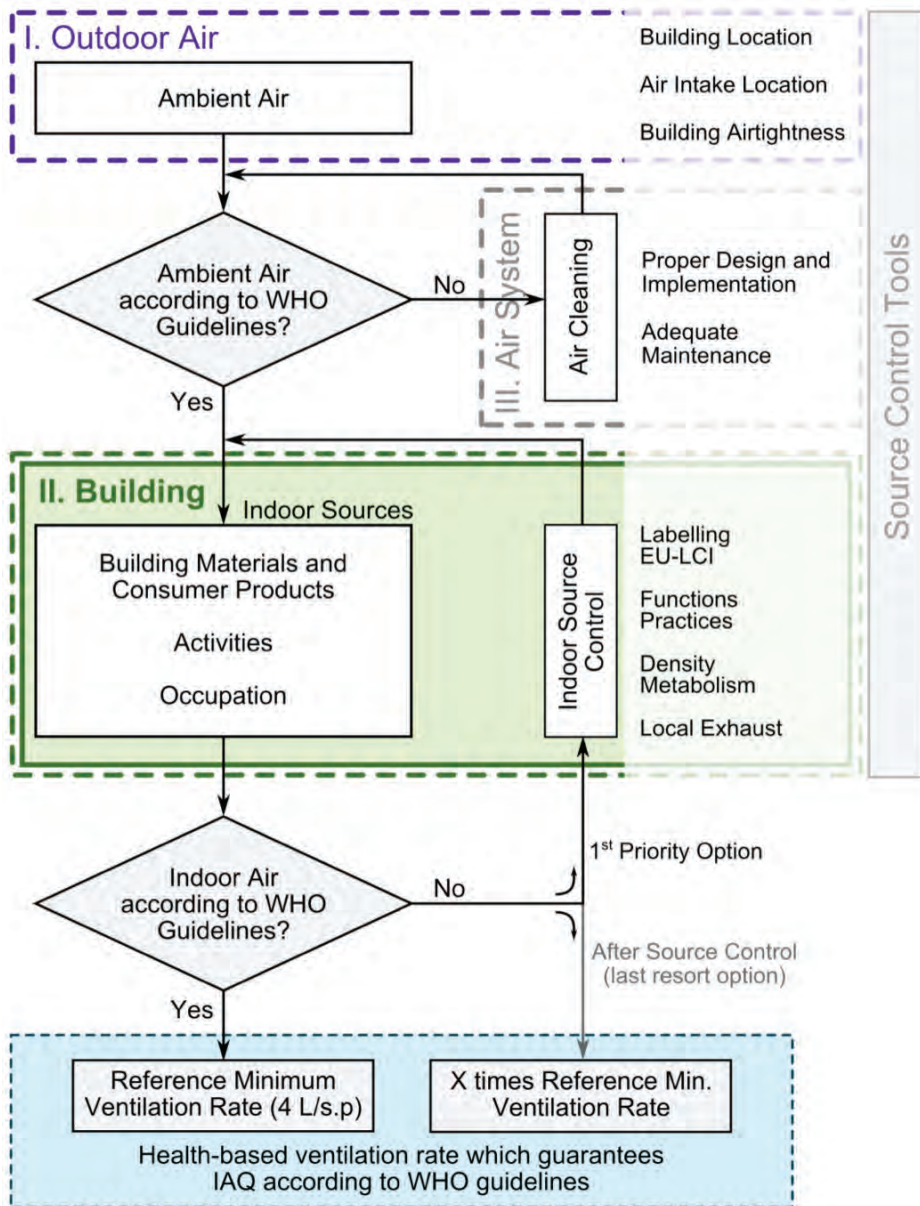 I. Outdoor Air
Ambient Air
Building Location
Air Intake Location
Building Airtightness
Source Control Tools
Ambient Air
according to WHO
Guidelines?
No
Yes
III. Air System
Air Cleaning
Proper Design and
Implementation
Adequate
Maintenance
II. Building
Indoor Sources
Building Materials and
Consumer Products
Activities
Occupation
Indoor Source
Control
Labelling
EU-LCI
Functions
Practices
Density
Metabolism
Local Exhaust
Indoor Air
according to WHO
Guidelines?
No
Yes
1st Priority Option
After Source Control
(last resort option)
Reference Minimum
Ventilation Rate (4 L/s.p)
X times Reference Min.
Ventilation Rate
Health-based ventilation rate which guarantees
IAQ according to WHO guidelines